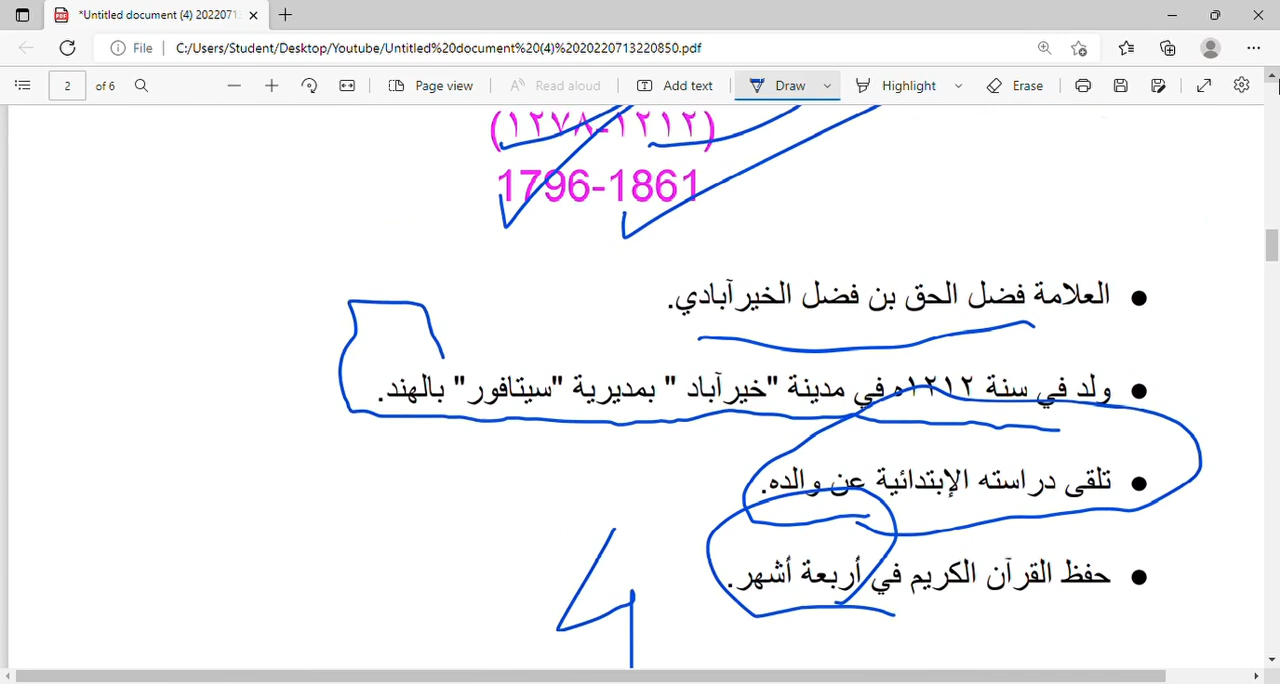 *Untitled document (4) 2022071
File
C:/Users/Student/Desktop/Youtube/Untitled%20document%20(4)%2020220713220850.pdf
2 of 6
Page view
Read aloud
Add text
Draw
Highlight
Erase
(١٢١٢-١٢٧٨)
1796-1861
● العلامة فضل الحق بن فضل الخيرآبادي.
● ولد في سنة ١٢١٢ه في مدينة "خيرآباد " بمديرية "سيتافور" بالهند.
● تلقى دراسته الإبتدائية عن والده.
● حفظ القرآن الكريم في أربعة أشهر.
4